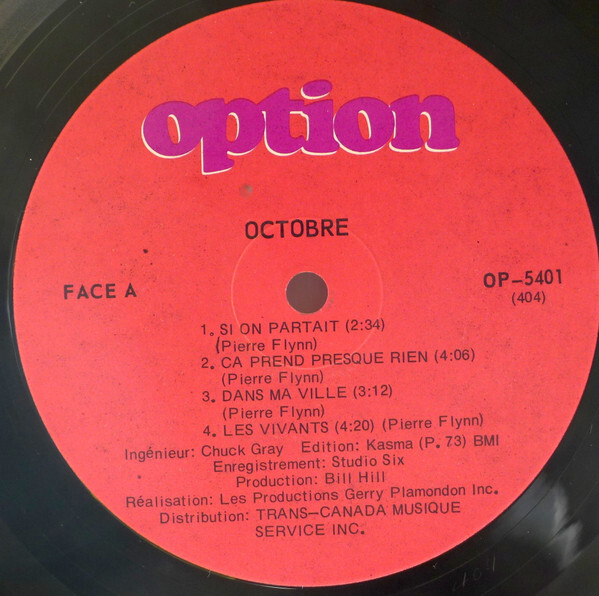 option
OCTOBRE
FACE A
OP-5401
(404)
1. SI ON PARTAIT (2:34)
(Pierre Flynn)
2. CA PREND PRESQUE RIEN (4:06)
(Pierre Flynn)
3. DANS MA VILLE (3:12)
(Pierre Flynn)
4. LES VIVANTS (4:20) (Pierre Flynn)
Ingénieur: Chuck Gray Edition: Kasma (P. 73) BMI
Enregistrement: Studio Six
Production: Bill Hill
Réalisation: Les Productions Gerry Plamondon Inc.
Distribution: TRANS-CANADA MUSIQUE
SERVICE INC.